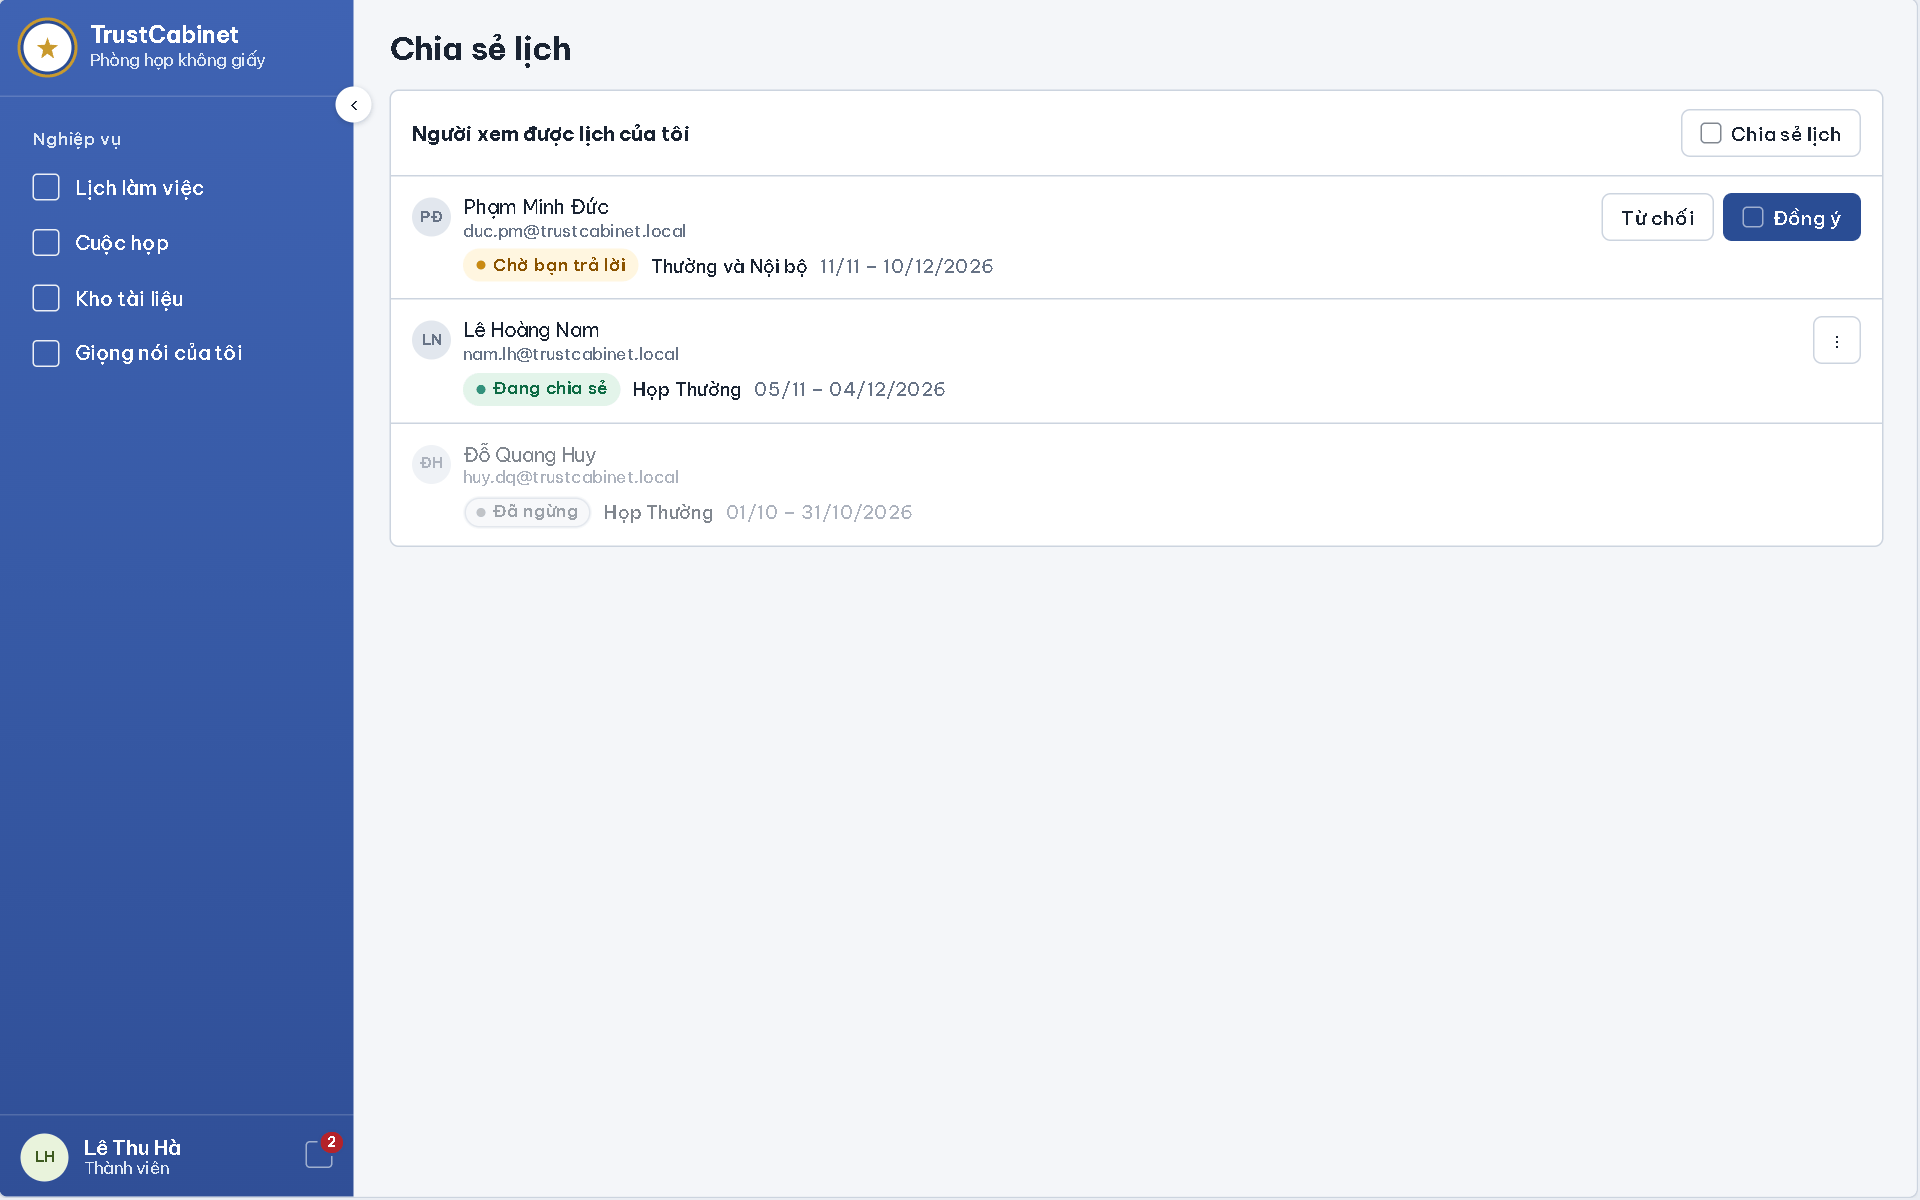 TrustCabinet
Phòng họp không giấy
Nghiệp vụ
Lịch làm việc
Cuộc họp
Kho tài liệu
Giọng nói của tôi
LH
Lê Thu Hà
Thành viên
2
Chia sẻ lịch
Người xem được lịch của tôi
Chia sẻ lịch
PĐ
Phạm Minh Đức
duc.pm@trustcabinet.local
Chờ bạn trả lời Thường và Nội bộ 11/11 – 10/12/2026
Từ chối
Đồng ý
LN
Lê Hoàng Nam
nam.lh@trustcabinet.local
Đang chia sẻ Họp Thường 05/11 – 04/12/2026
ĐH
Đỗ Quang Huy
huy.dq@trustcabinet.local
Đã ngừng Họp Thường 01/10 – 31/10/2026